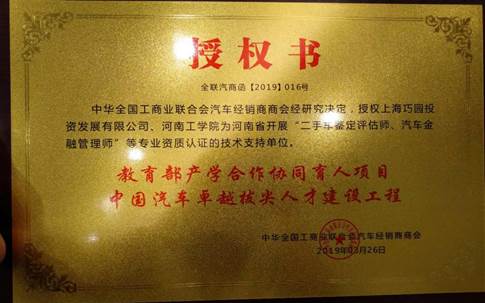 授权书
全联汽商函【2019】016号
中华全国工商业联合会汽车经销商商会经研究决定，授权上海巧园投
资发展有限公司、河南工学院为河南省开展“二手车鉴定评估师、汽车金
融管理师”等专业资质认证的技术支持单位。
教育部产学合作协同育人项目
中国汽车卓越拔尖人才建设工程
中华全国工商业联合会汽车经销商商会
2019年03月26日